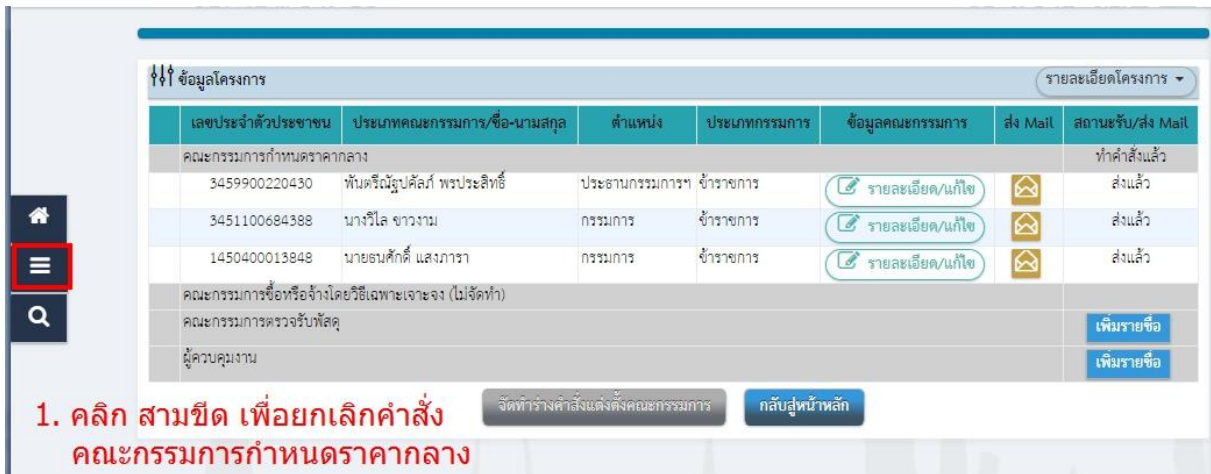 ข้อมูลโครงการ
รายละเอียดโครงการ
เลขประจำตัวประชาชน ประเภทคณะกรรมการ/ชื่อ-นามสกุล ตำแหน่ง ประเภทกรรมการ ข้อมูลคณะกรรมการ ส่ง Mail สถานะรับ/ส่ง Mail
คณะกรรมการกำหนดราคากลาง ทำคำสั่งแล้ว
3459900220430 พันตรีณัฐปคัลภ์ พรประสิทธิ์ ประธานกรรมการฯ ข้าราชการ รายละเอียด/แก้ไข ส่งแล้ว
3451100684388 นางวิไล ขาวงาม กรรมการ ข้าราชการ รายละเอียด/แก้ไข ส่งแล้ว
1450400013848 นายธนศักดิ์ แสงภารา กรรมการ ข้าราชการ รายละเอียด/แก้ไข ส่งแล้ว
คณะกรรมการซื้อหรือจ้างโดยวิธีเฉพาะเจาะจง (ไม่จัดทำ)
คณะกรรมการตรวจรับพัสดุ เพิ่มรายชื่อ
ผู้ควบคุมงาน เพิ่มรายชื่อ
จัดทำร่างคำสั่งแต่งตั้งคณะกรรมการ กลับสู่หน้าหลัก
1. คลิก สามขีด เพื่อยกเลิกคำสั่ง
คณะกรรมการกำหนดราคากลาง